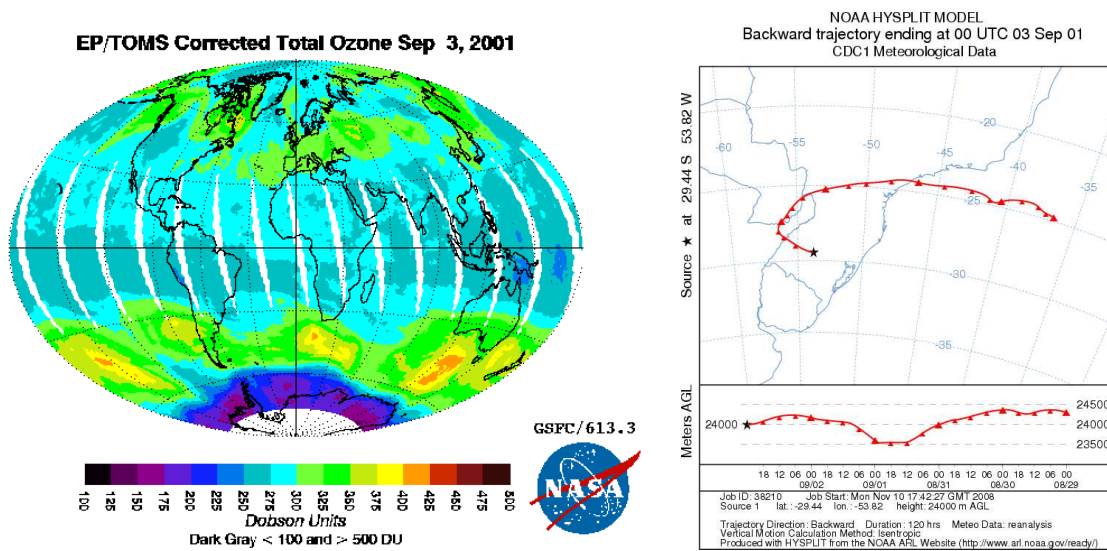 EP/TOMS Corrected Total Ozone Sep 3, 2001
GSFC/613.3
NASA
100 125 150 175 200 225 250 275 300 325 350 375 400 425 450 475 500
Dobson Units
Dark Gray < 100 and > 500 DU
NOAA HYSPLIT MODEL
Backward trajectory ending at 00 UTC 03 Sep 01
CDC1 Meteorological Data
Source ★ at 29.44 S 53.82 W
-60 -55 -50 -45 -40 -35
-20
-25
-30
-35
Meters AGL
24500
24000 24000
23500
18 12 06 00 18 12 06 00 18 12 06 00 18 12 06 00 18 12 06 00
09/02 09/01 08/31 08/30 08/29
Job ID: 38210 Job Start: Mon Nov 10 17:42:27 GMT 2008
Source 1 lat.: -29.44 lon.: -53.82 height: 24000 m AGL
Trajectory Direction: Backward Duration: 120 hrs Meteo Data: reanalysis
Vertical Motion Calculation Method: Isentropic
Produced with HYSPLIT from the NOAA ARL Website (http://www.arl.noaa.gov/ready/)